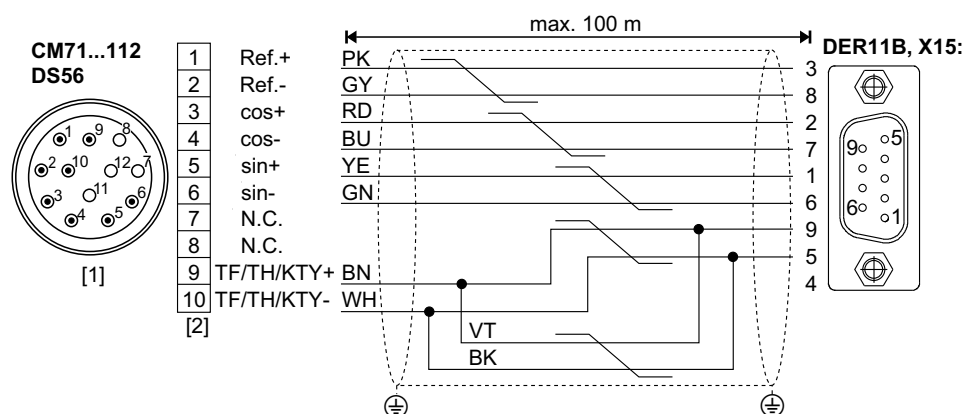 max. 100 m
CM71...112
DS56
DER11B, X15:
1 Ref.+ PK 3
2 Ref.- GY 8
3 cos+ RD 2
4 cos- BU 7
5 sin+ YE 1
6 sin- GN 6
7 N.C. 9
8 N.C. 5
9 TF/TH/KTY+ BN 4
10 TF/TH/KTY- WH
[1]
[2]
VT
BK
1 9 8
2 10 12 7
3 11 6
4 5
9 5
6 1